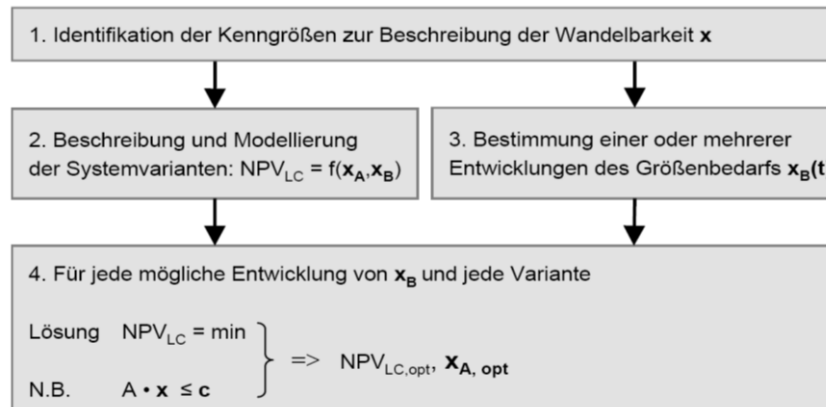 1. Identifikation der Kenngrößen zur Beschreibung der Wandelbarkeit x
2. Beschreibung und Modellierung
der Systemvarianten: NPV_LC = f(x_A,x_B)
3. Bestimmung einer oder mehrerer
Entwicklungen des Größenbedarfs x_B(t
4. Für jede mögliche Entwicklung von x_B und jede Variante
Lösung NPV_LC = min
=> NPV_LC,opt, x_A, opt
N.B. A • x ≤ c